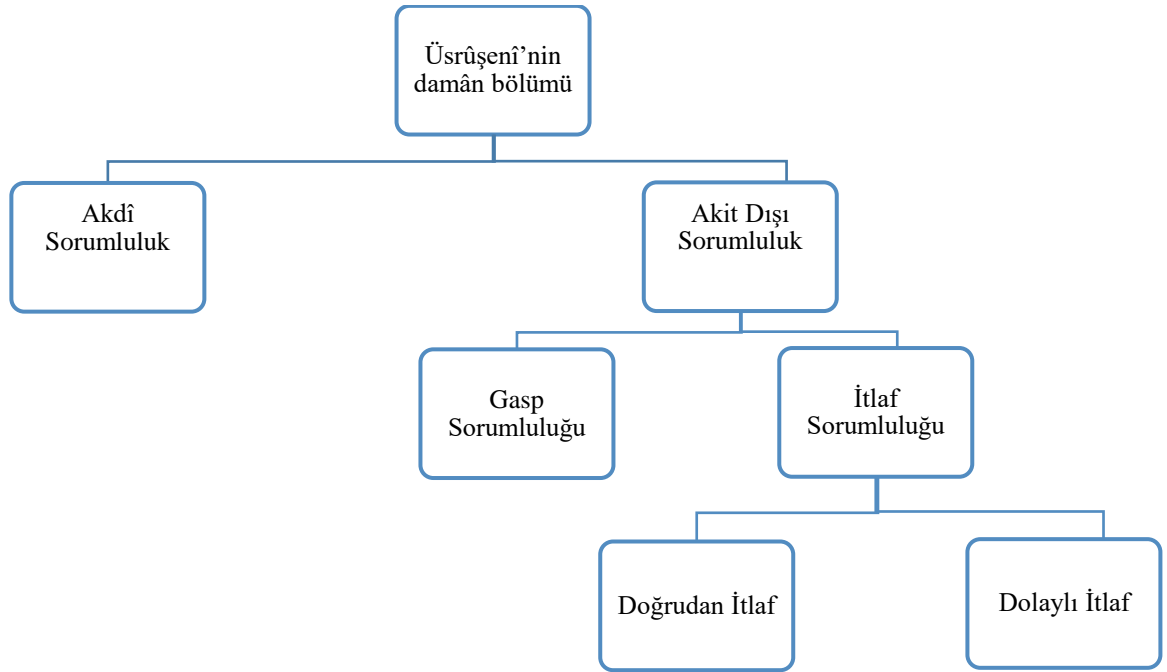 Üsrûşenî’nin
damân bölümü
Akdî
Sorumluluk
Akit Dışı
Sorumluluk
Gasp
Sorumluluğu
İtlaf
Sorumluluğu
Doğrudan İtlaf
Dolaylı İtlaf